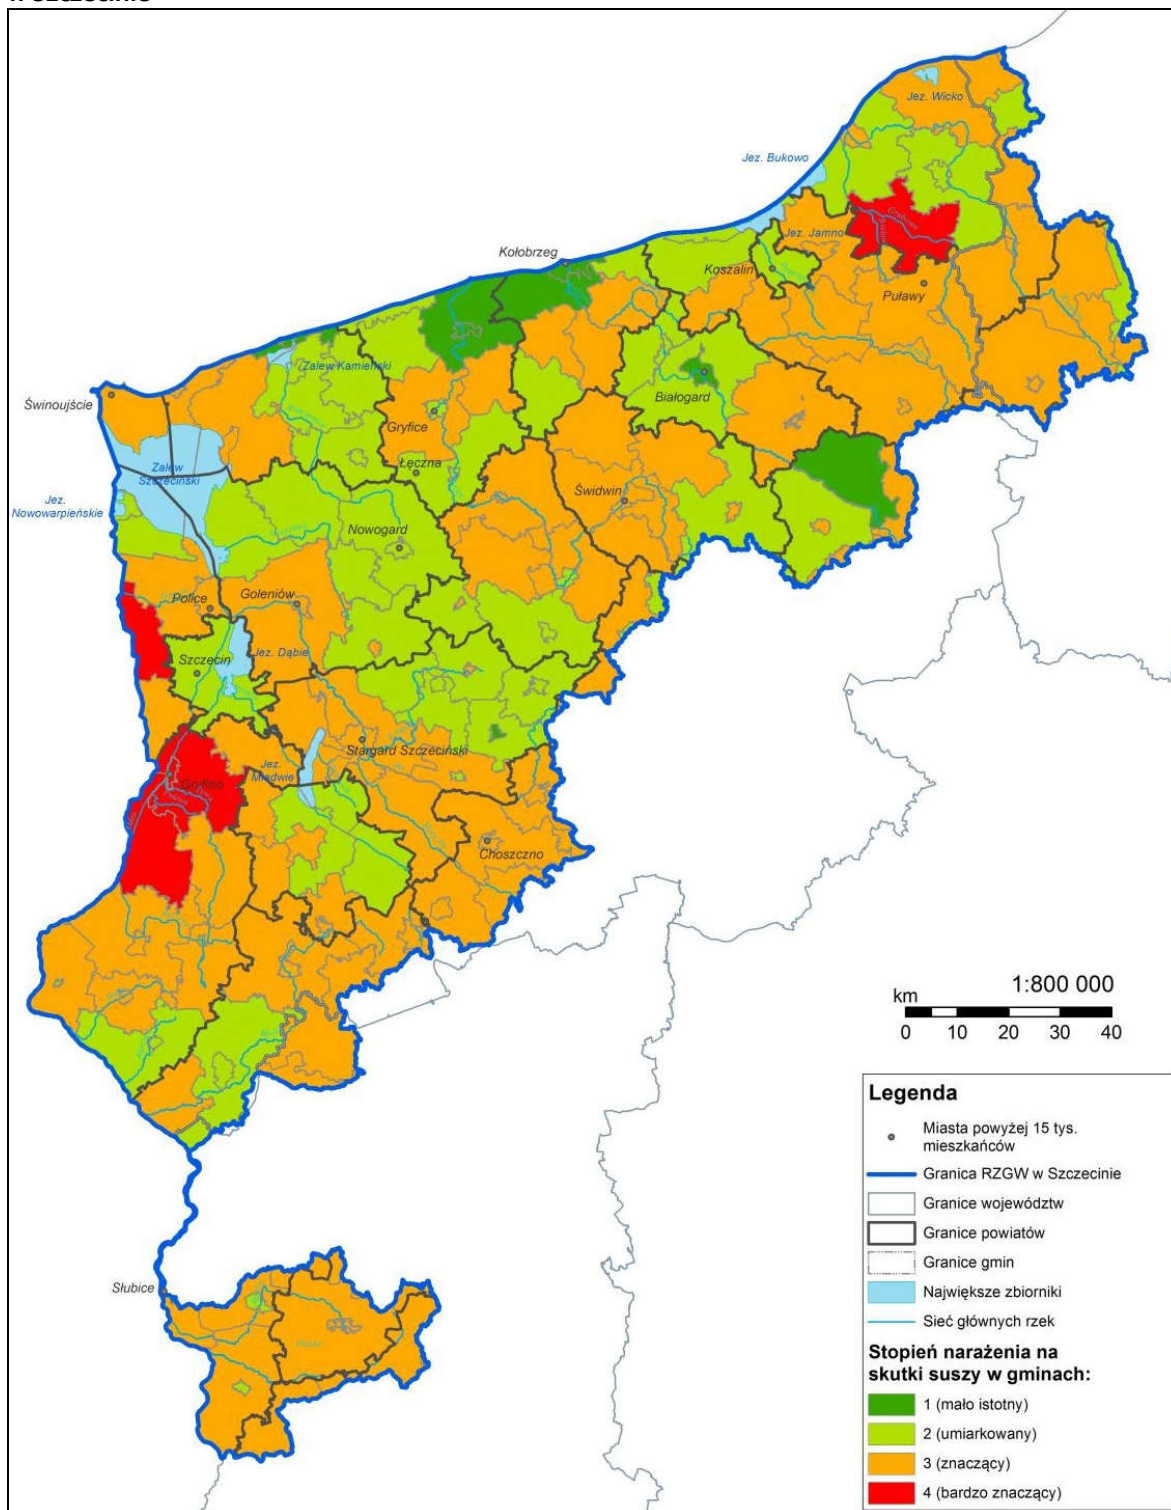 w Szczecinie
Jez. Wicko
Jez. Bukowo
Jez. Jamno
Kołobrzeg
Koszalin
Puławy
Zalew Kamieński
Świnoujście
Białogard
Gryfice
Zalew
Szczeciński
Łęczna
Świdwin
Jez.
Nowowarpieńskie
Nowogard
Police
Goleniów
Jez. Dąbie
Szczecin
Stargard Szczeciński
Jez.
Miedwie
Gryfino
Choszczno
1:800 000
km
0 10 20 30 40
Słubice
Legenda
Miasta powyżej 15 tys.
mieszkańców
Granica RZGW w Szczecinie
Granice województw
Granice powiatów
Granice gmin
Największe zbiorniki
Sieć głównych rzek
Stopień narażenia na
skutki suszy w gminach:
1 (mało istotny)
2 (umiarkowany)
3 (znaczący)
4 (bardzo znaczący)